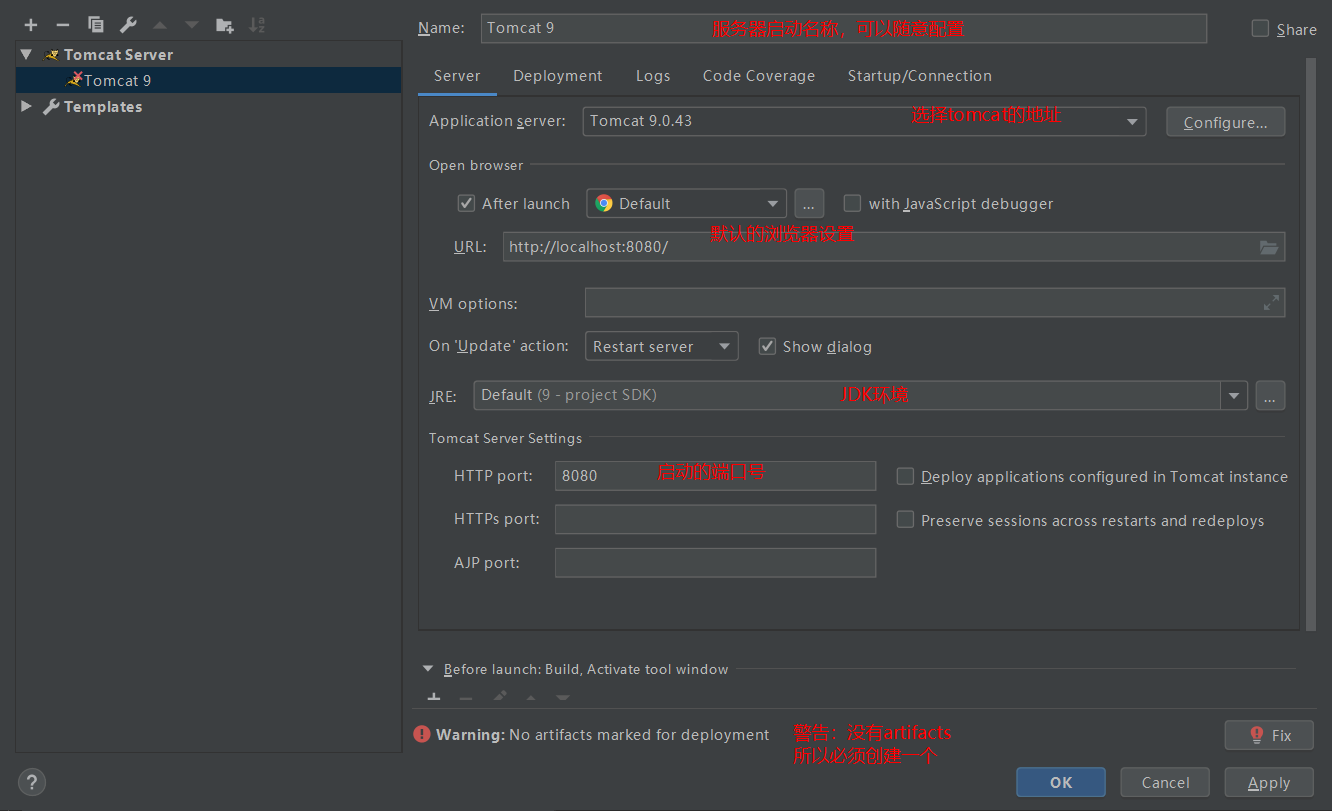 Name: Tomcat 9 服务器启动名称，可以随意配置 Share
Tomcat Server
Tomcat 9
Templates
Server Deployment Logs Code Coverage Startup/Connection
Application server: Tomcat 9.0.43 选择tomcat的地址 Configure...
Open browser
After launch Default ... with JavaScript debugger
默认的浏览器设置
URL: http://localhost:8080/
VM options:
On 'Update' action: Restart server Show dialog
JRE: Default (9 - project SDK) JDK环境 ...
Tomcat Server Settings
HTTP port: 8080 启动的端口号 Deploy applications configured in Tomcat instance
HTTPs port: Preserve sessions across restarts and redeploys
AJP port:
Before launch: Build, Activate tool window
Warning: No artifacts marked for deployment 警告：没有artifacts Fix
所以必须创建一个
? OK Cancel Apply